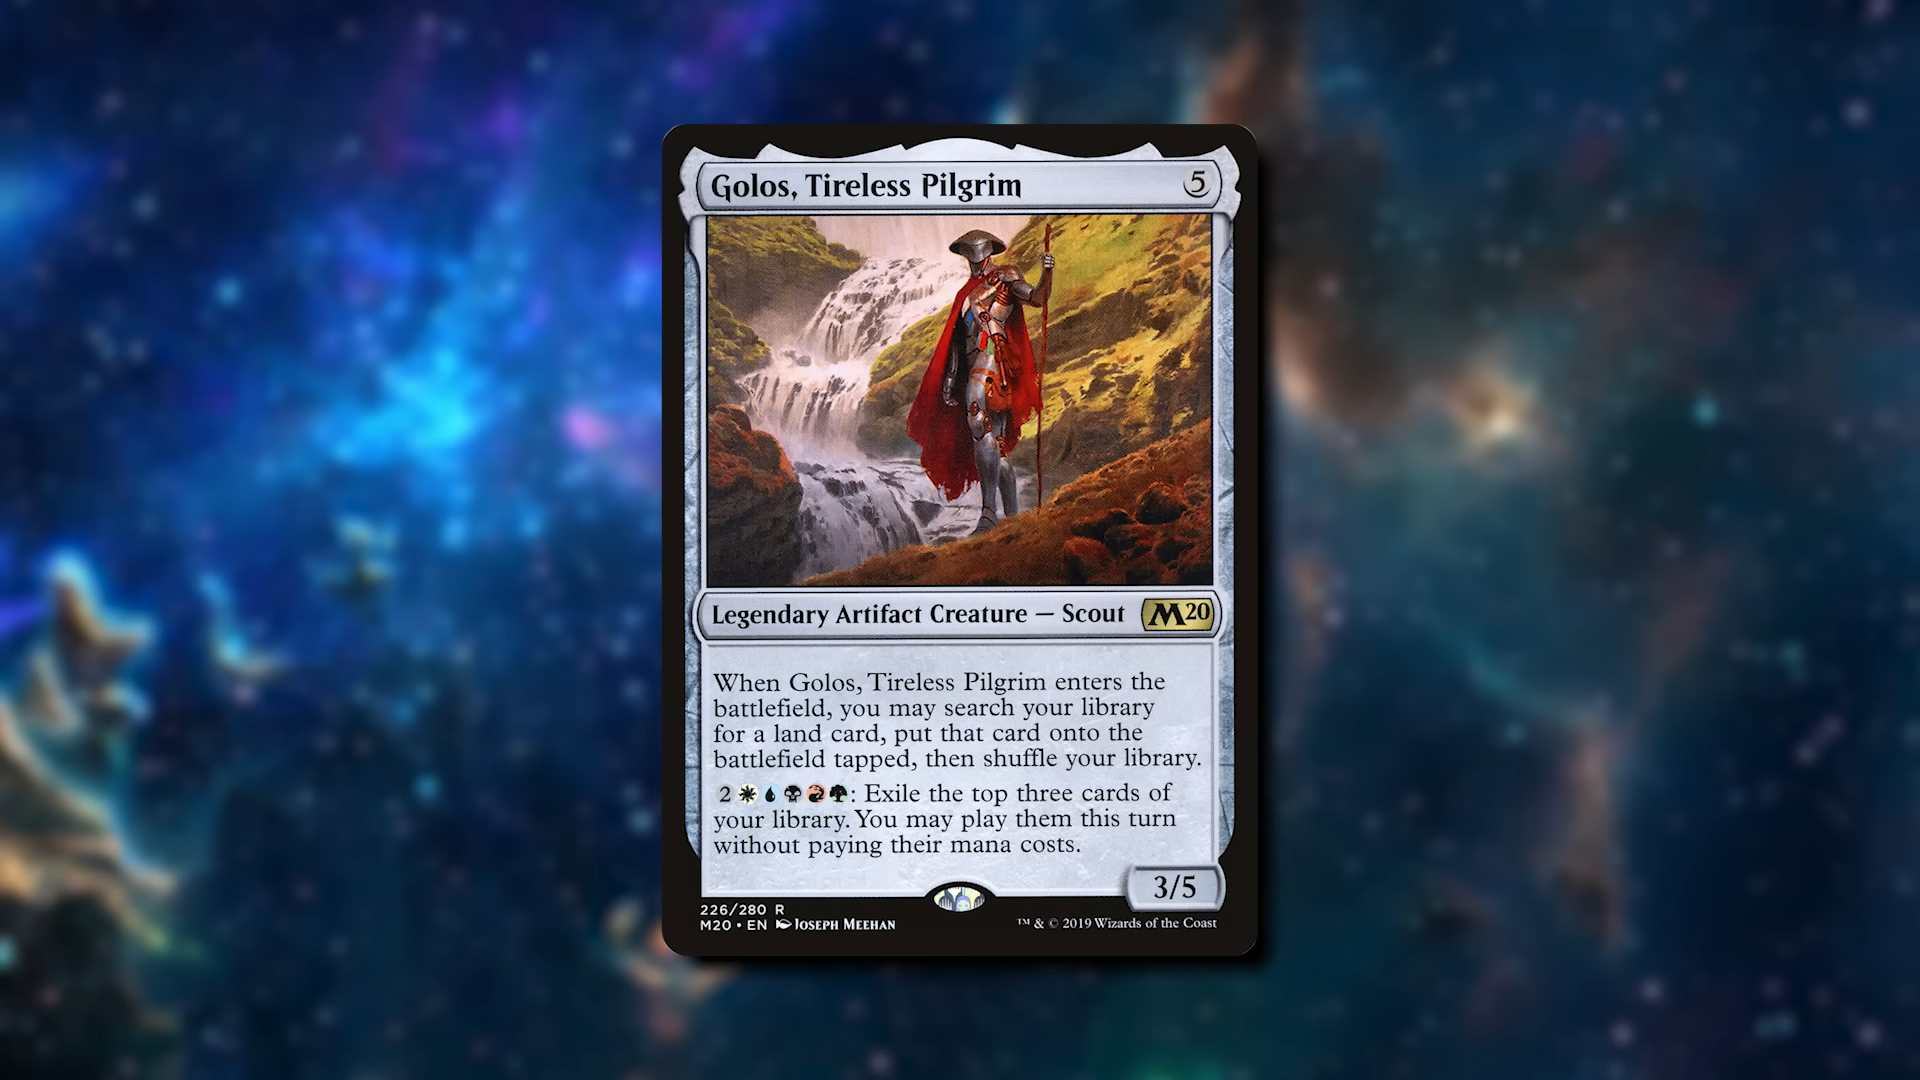 Golos, Tireless Pilgrim 5
Legendary Artifact Creature — Scout M20
When Golos, Tireless Pilgrim enters the
battlefield, you may search your library
for a land card, put that card onto the
battlefield tapped, then shuffle your library.
2 : Exile the top three cards of
your library. You may play them this turn
without paying their mana costs.
3/5
226/280 R
M20 • EN Joseph Meehan
™ & © 2019 Wizards of the Coast